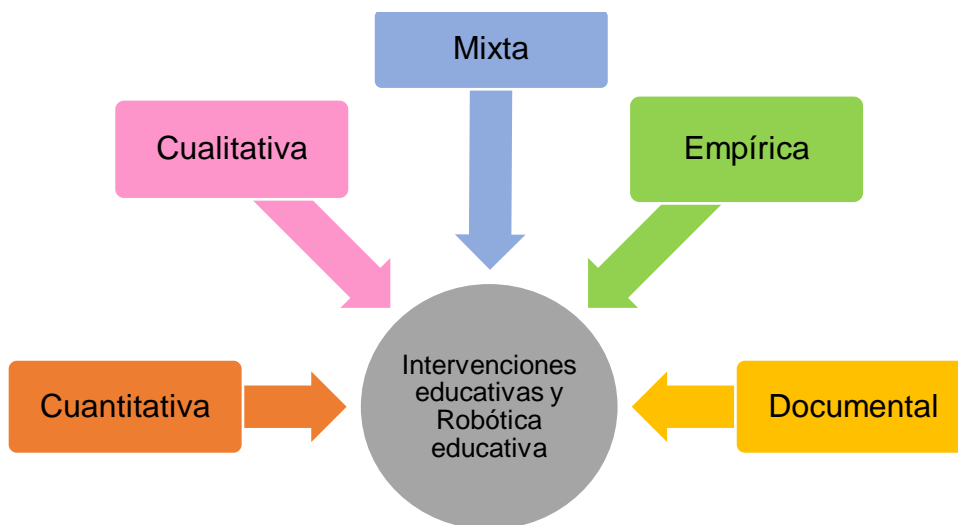 Mixta
Cualitativa
Empírica
Cuantitativa
Intervenciones
educativas y
Robótica
educativa
Documental